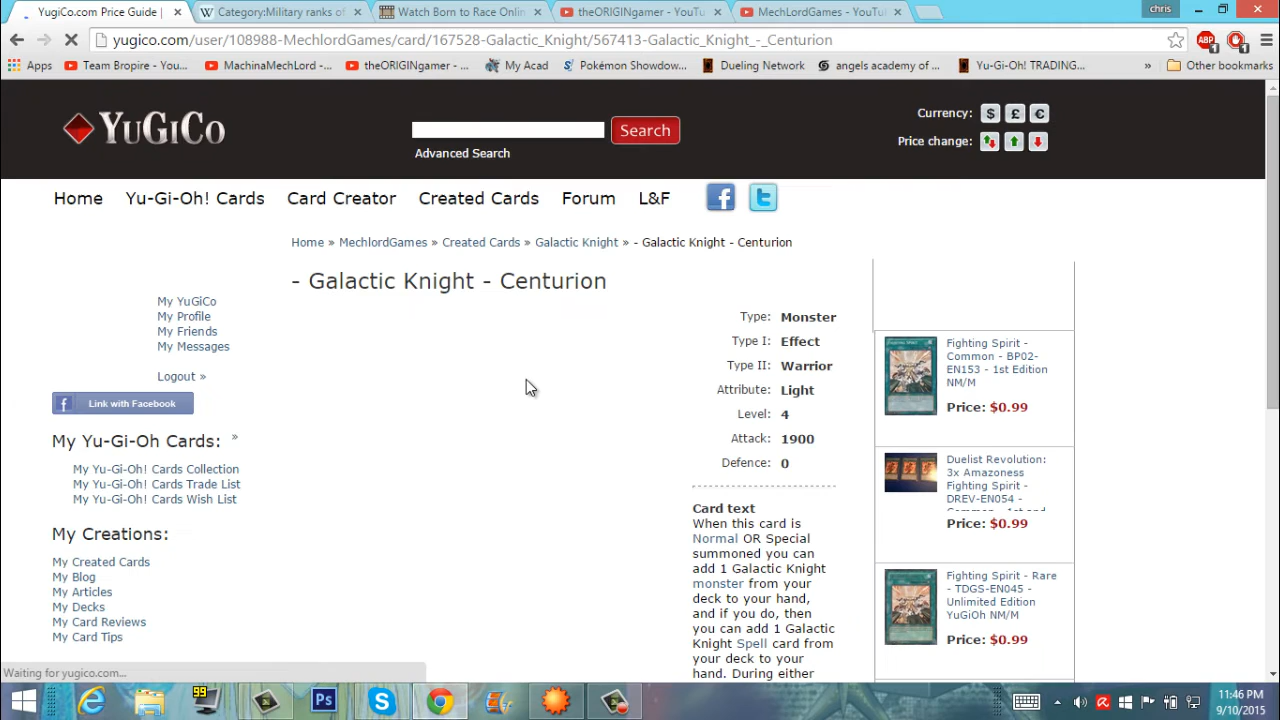 YugiCo.com Price Guide |
Category:Military ranks of
Watch Born to Race Onlin
theORIGINgamer - YouTu
MechLordGames - YouTu
chris
yugico.com/user/108988-MechlordGames/card/167528-Galactic_Knight/567413-Galactic_Knight_-_Centurion
Apps
Team Bropire - You...
MachinaMechLord -
theORIGINgamer -
My Acad
Pokémon Showdow...
Dueling Network
angels academy of ...
Yu-Gi-Oh! TRADING...
»
Other bookmarks
YuGiCo
Search
Advanced Search
Currency: $ £ €
Price change:
Home
Yu-Gi-Oh! Cards
Card Creator
Created Cards
Forum
L&F
Home » MechlordGames » Created Cards » Galactic Knight » - Galactic Knight - Centurion
- Galactic Knight - Centurion
My YuGiCo
My Profile
My Friends
My Messages
Logout »
Link with Facebook
My Yu-Gi-Oh Cards: »
My Yu-Gi-Oh! Cards Collection
My Yu-Gi-Oh! Cards Trade List
My Yu-Gi-Oh! Cards Wish List
My Creations:
My Created Cards
My Blog
My Articles
My Decks
My Card Reviews
My Card Tips
Type: Monster
Type I: Effect
Type II: Warrior
Attribute: Light
Level: 4
Attack: 1900
Defence: 0
Card text
When this card is
Normal OR Special
summoned you can
add 1 Galactic Knight
monster from your
deck to your hand,
and if you do, then
you can add 1 Galactic
Knight Spell card from
your deck to your
hand. During either
Fighting Spirit -
Common - BP02-
EN153 - 1st Edition
NM/M
Price: $0.99
Duelist Revolution:
3x Amazoness
Fighting Spirit -
DREV-EN054 -
Common - 1st and
Price: $0.99
Fighting Spirit - Rare
- TDGS-EN045 -
Unlimited Edition
YuGiOh NM/M
Price: $0.99
Waiting for yugico.com...
99
Ps
11:46 PM
9/10/2015